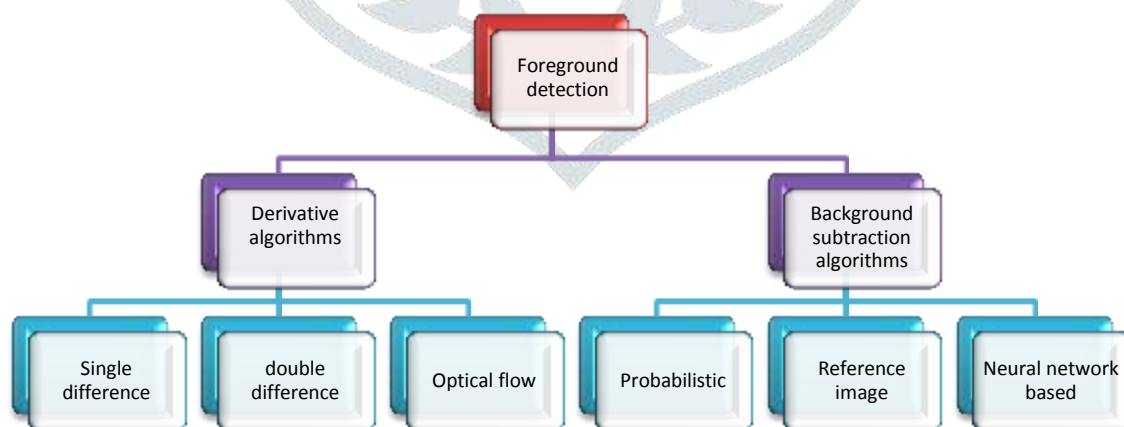 Foreground
detection
Derivative
algorithms
Background
subtraction
algorithms
Single
difference
double
difference
Optical flow
Probabilistic
Reference
image
Neural network
based